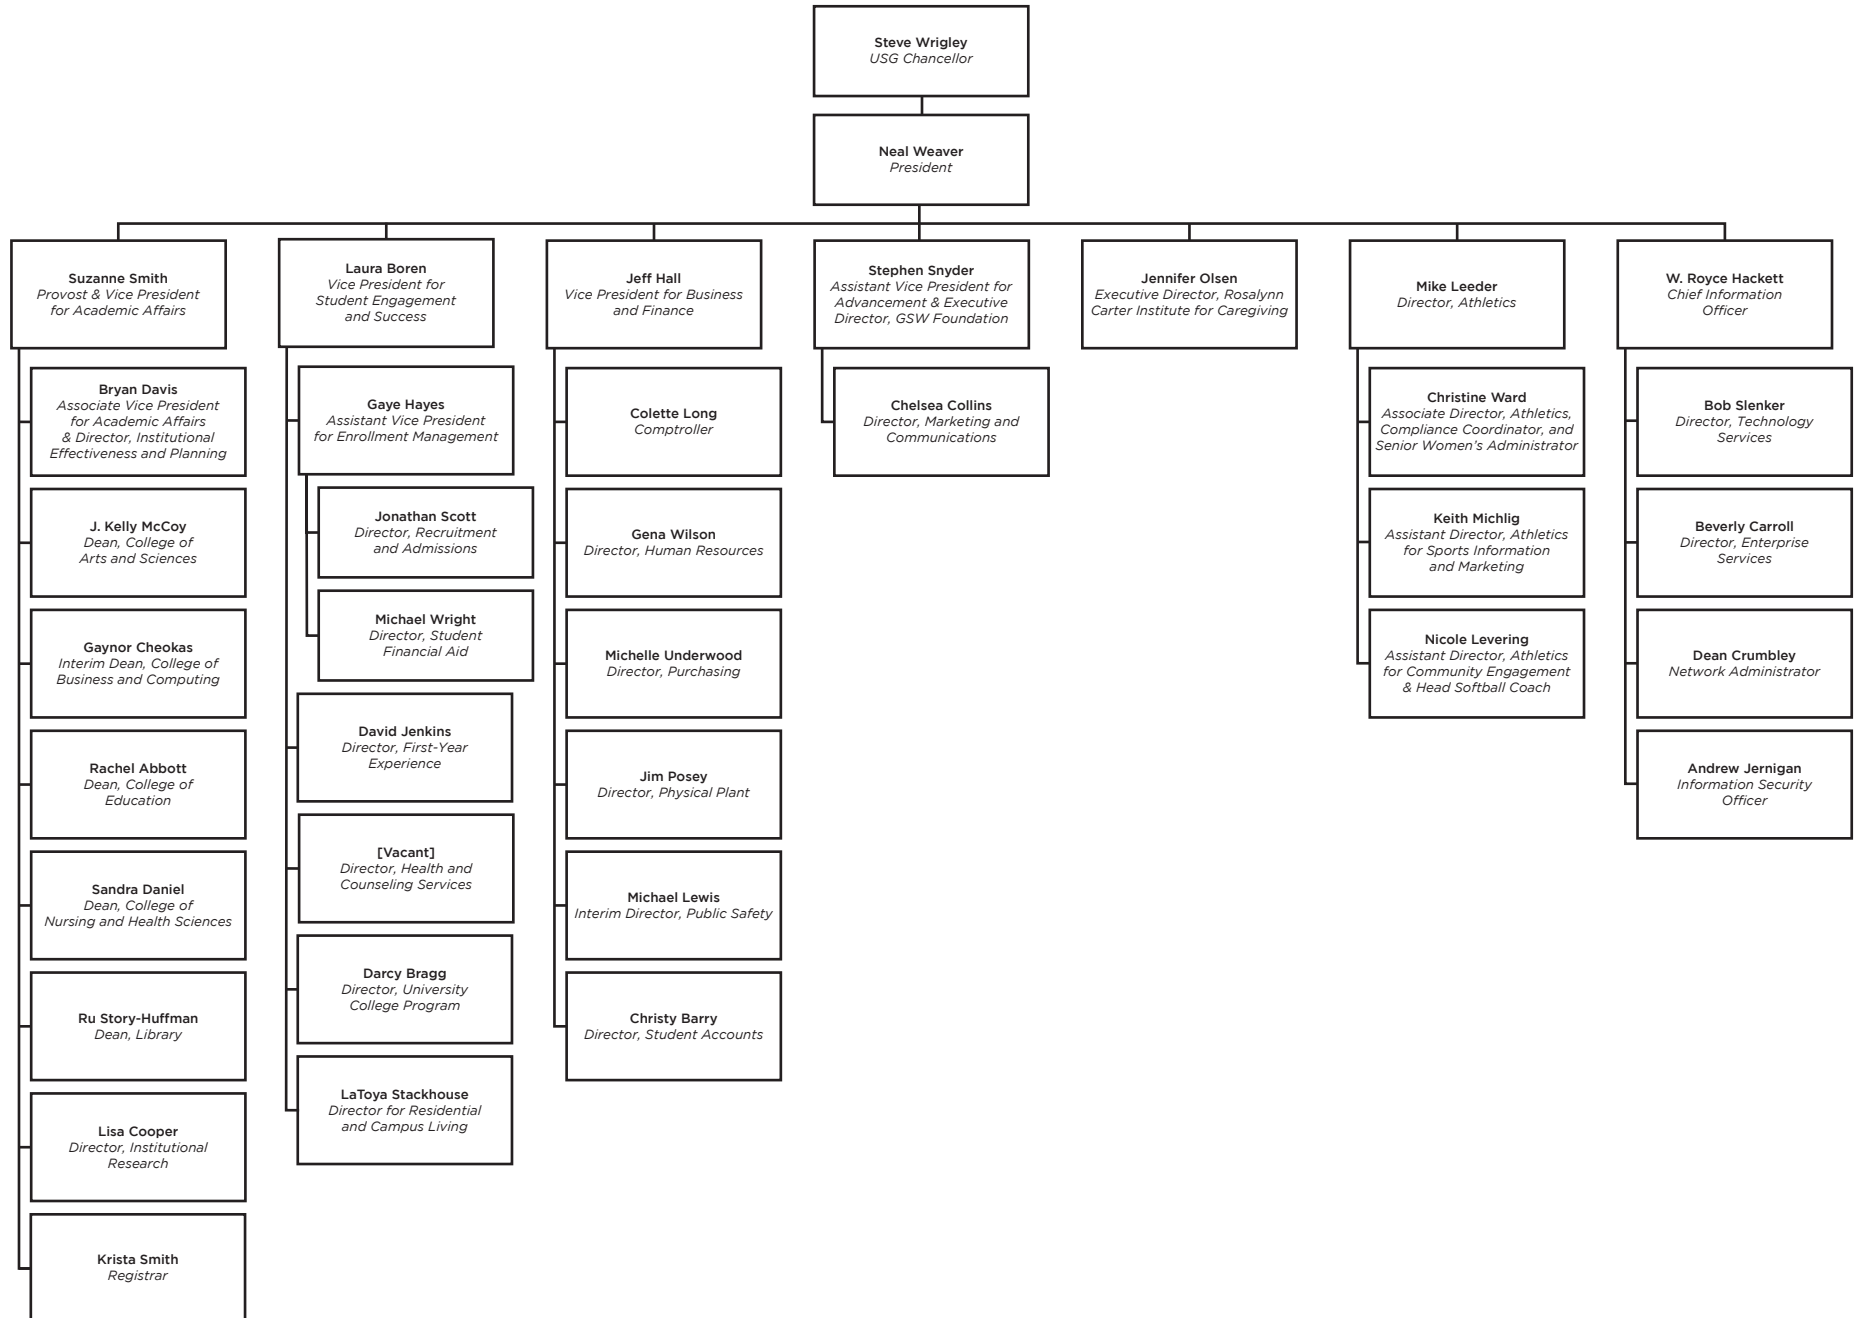 Steve Wrigley
USG Chancellor
Neal Weaver
President
Suzanne Smith
Provost & Vice President
for Academic Affairs
Bryan Davis
Associate Vice President
for Academic Affairs
& Director, Institutional
Effectiveness and Planning
J. Kelly McCoy
Dean, College of
Arts and Sciences
Gaynor Cheokas
Interim Dean, College of
Business and Computing
Rachel Abbott
Dean, College of
Education
Sandra Daniel
Dean, College of
Nursing and Health Sciences
Ru Story-Huffman
Dean, Library
Lisa Cooper
Director, Institutional
Research
Krista Smith
Registrar
Laura Boren
Vice President for
Student Engagement
and Success
Gaye Hayes
Assistant Vice President
for Enrollment Management
Jonathan Scott
Director, Recruitment
and Admissions
Michael Wright
Director, Student
Financial Aid
David Jenkins
Director, First-Year
Experience
[Vacant]
Director, Health and
Counseling Services
Darcy Bragg
Director, University
College Program
LaToya Stackhouse
Director for Residential
and Campus Living
Jeff Hall
Vice President for Business
and Finance
Colette Long
Comptroller
Gena Wilson
Director, Human Resources
Michelle Underwood
Director, Purchasing
Jim Posey
Director, Physical Plant
Michael Lewis
Interim Director, Public Safety
Christy Barry
Director, Student Accounts
Stephen Snyder
Assistant Vice President for
Advancement & Executive
Director, GSW Foundation
Chelsea Collins
Director, Marketing and
Communications
Jennifer Olsen
Executive Director, Rosalynn
Carter Institute for Caregiving
Mike Leeder
Director, Athletics
Christine Ward
Associate Director, Athletics,
Compliance Coordinator, and
Senior Women's Administrator
Keith Michlig
Assistant Director, Athletics
for Sports Information
and Marketing
Nicole Levering
Assistant Director, Athletics
for Community Engagement
& Head Softball Coach
W. Royce Hackett
Chief Information
Officer
Bob Slenker
Director, Technology
Services
Beverly Carroll
Director, Enterprise
Services
Dean Crumbley
Network Administrator
Andrew Jernigan
Information Security
Officer